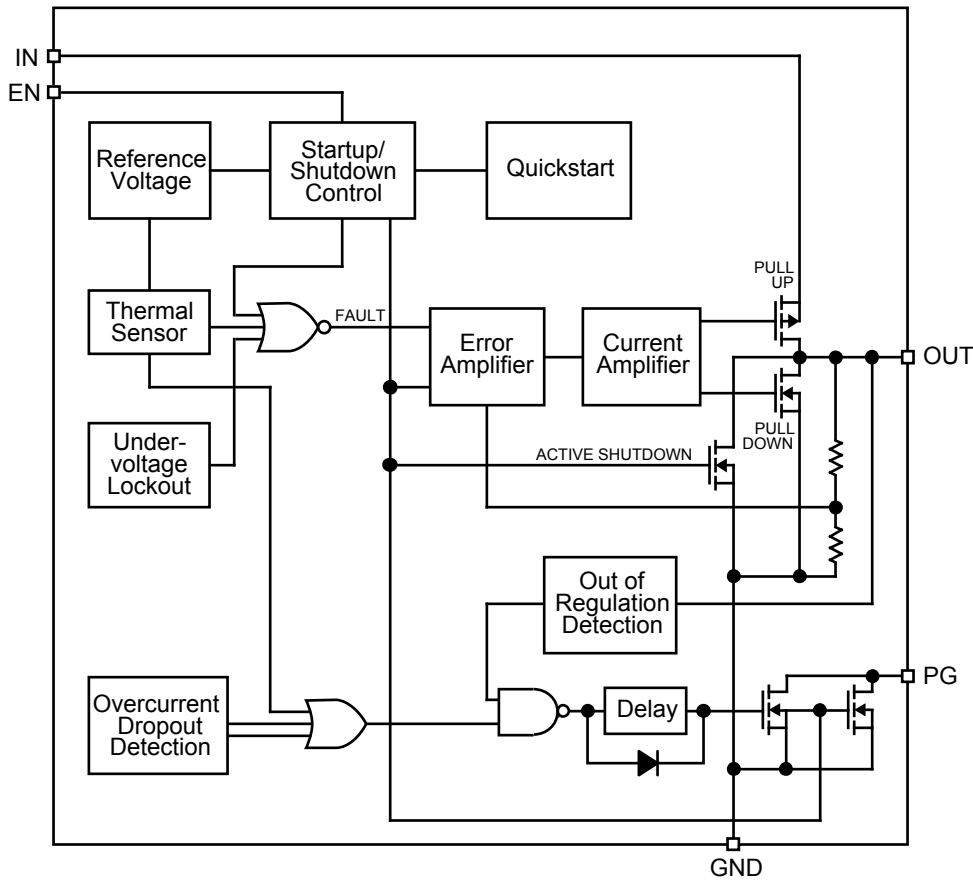 IN
EN
Reference
Voltage
Startup/
Shutdown
Control
Quickstart
PULL
UP
Thermal
Sensor
FAULT
Error
Amplifier
Current
Amplifier
OUT
PULL
DOWN
Under-
voltage
Lockout
ACTIVE SHUTDOWN
Out of
Regulation
Detection
PG
Overcurrent
Dropout
Detection
Delay
GND